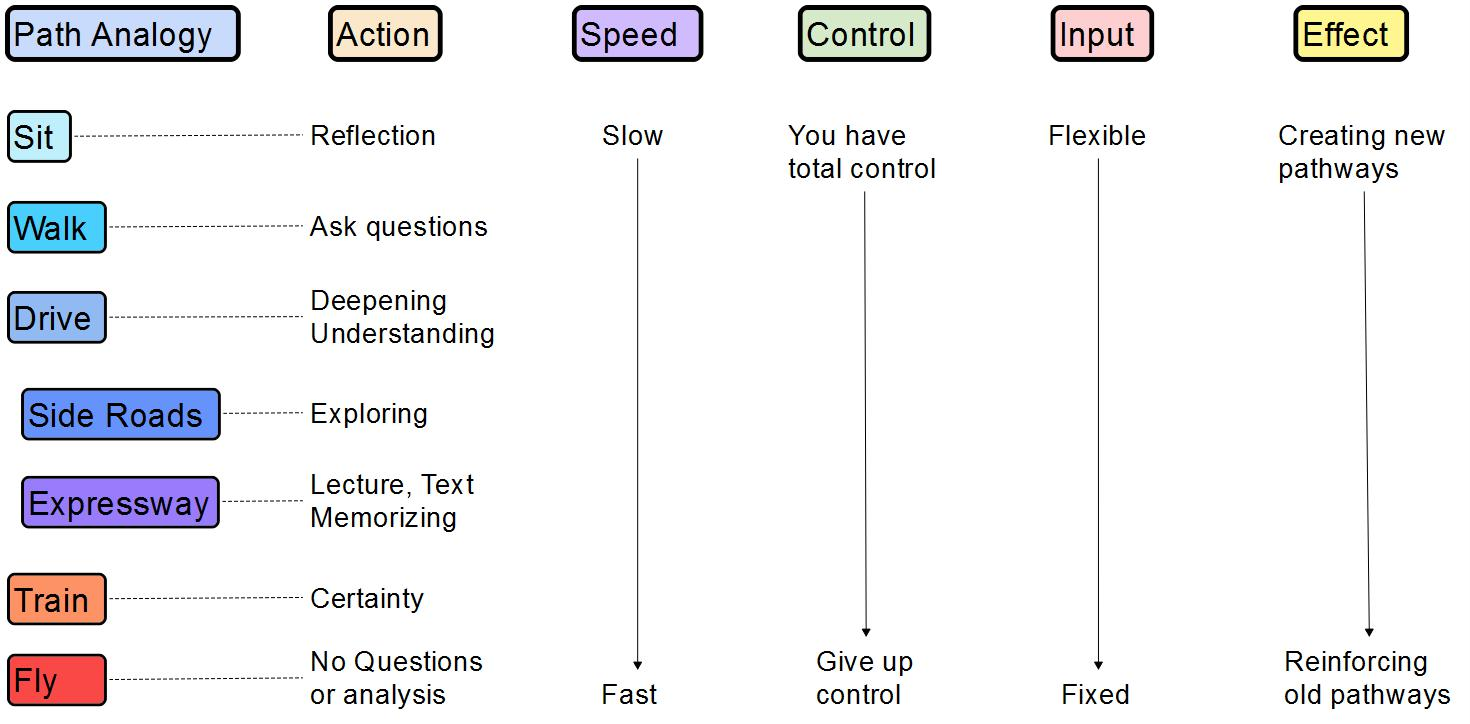 Path Analogy Action Speed Control Input Effect
Sit Reflection Slow You have Flexible Creating new
total control pathways
Walk Ask questions
Drive Deepening
Understanding
Side Roads Exploring
Expressway Lecture, Text
Memorizing
Train Certainty
Fly No Questions Give up Reinforcing
or analysis Fast control Fixed old pathways